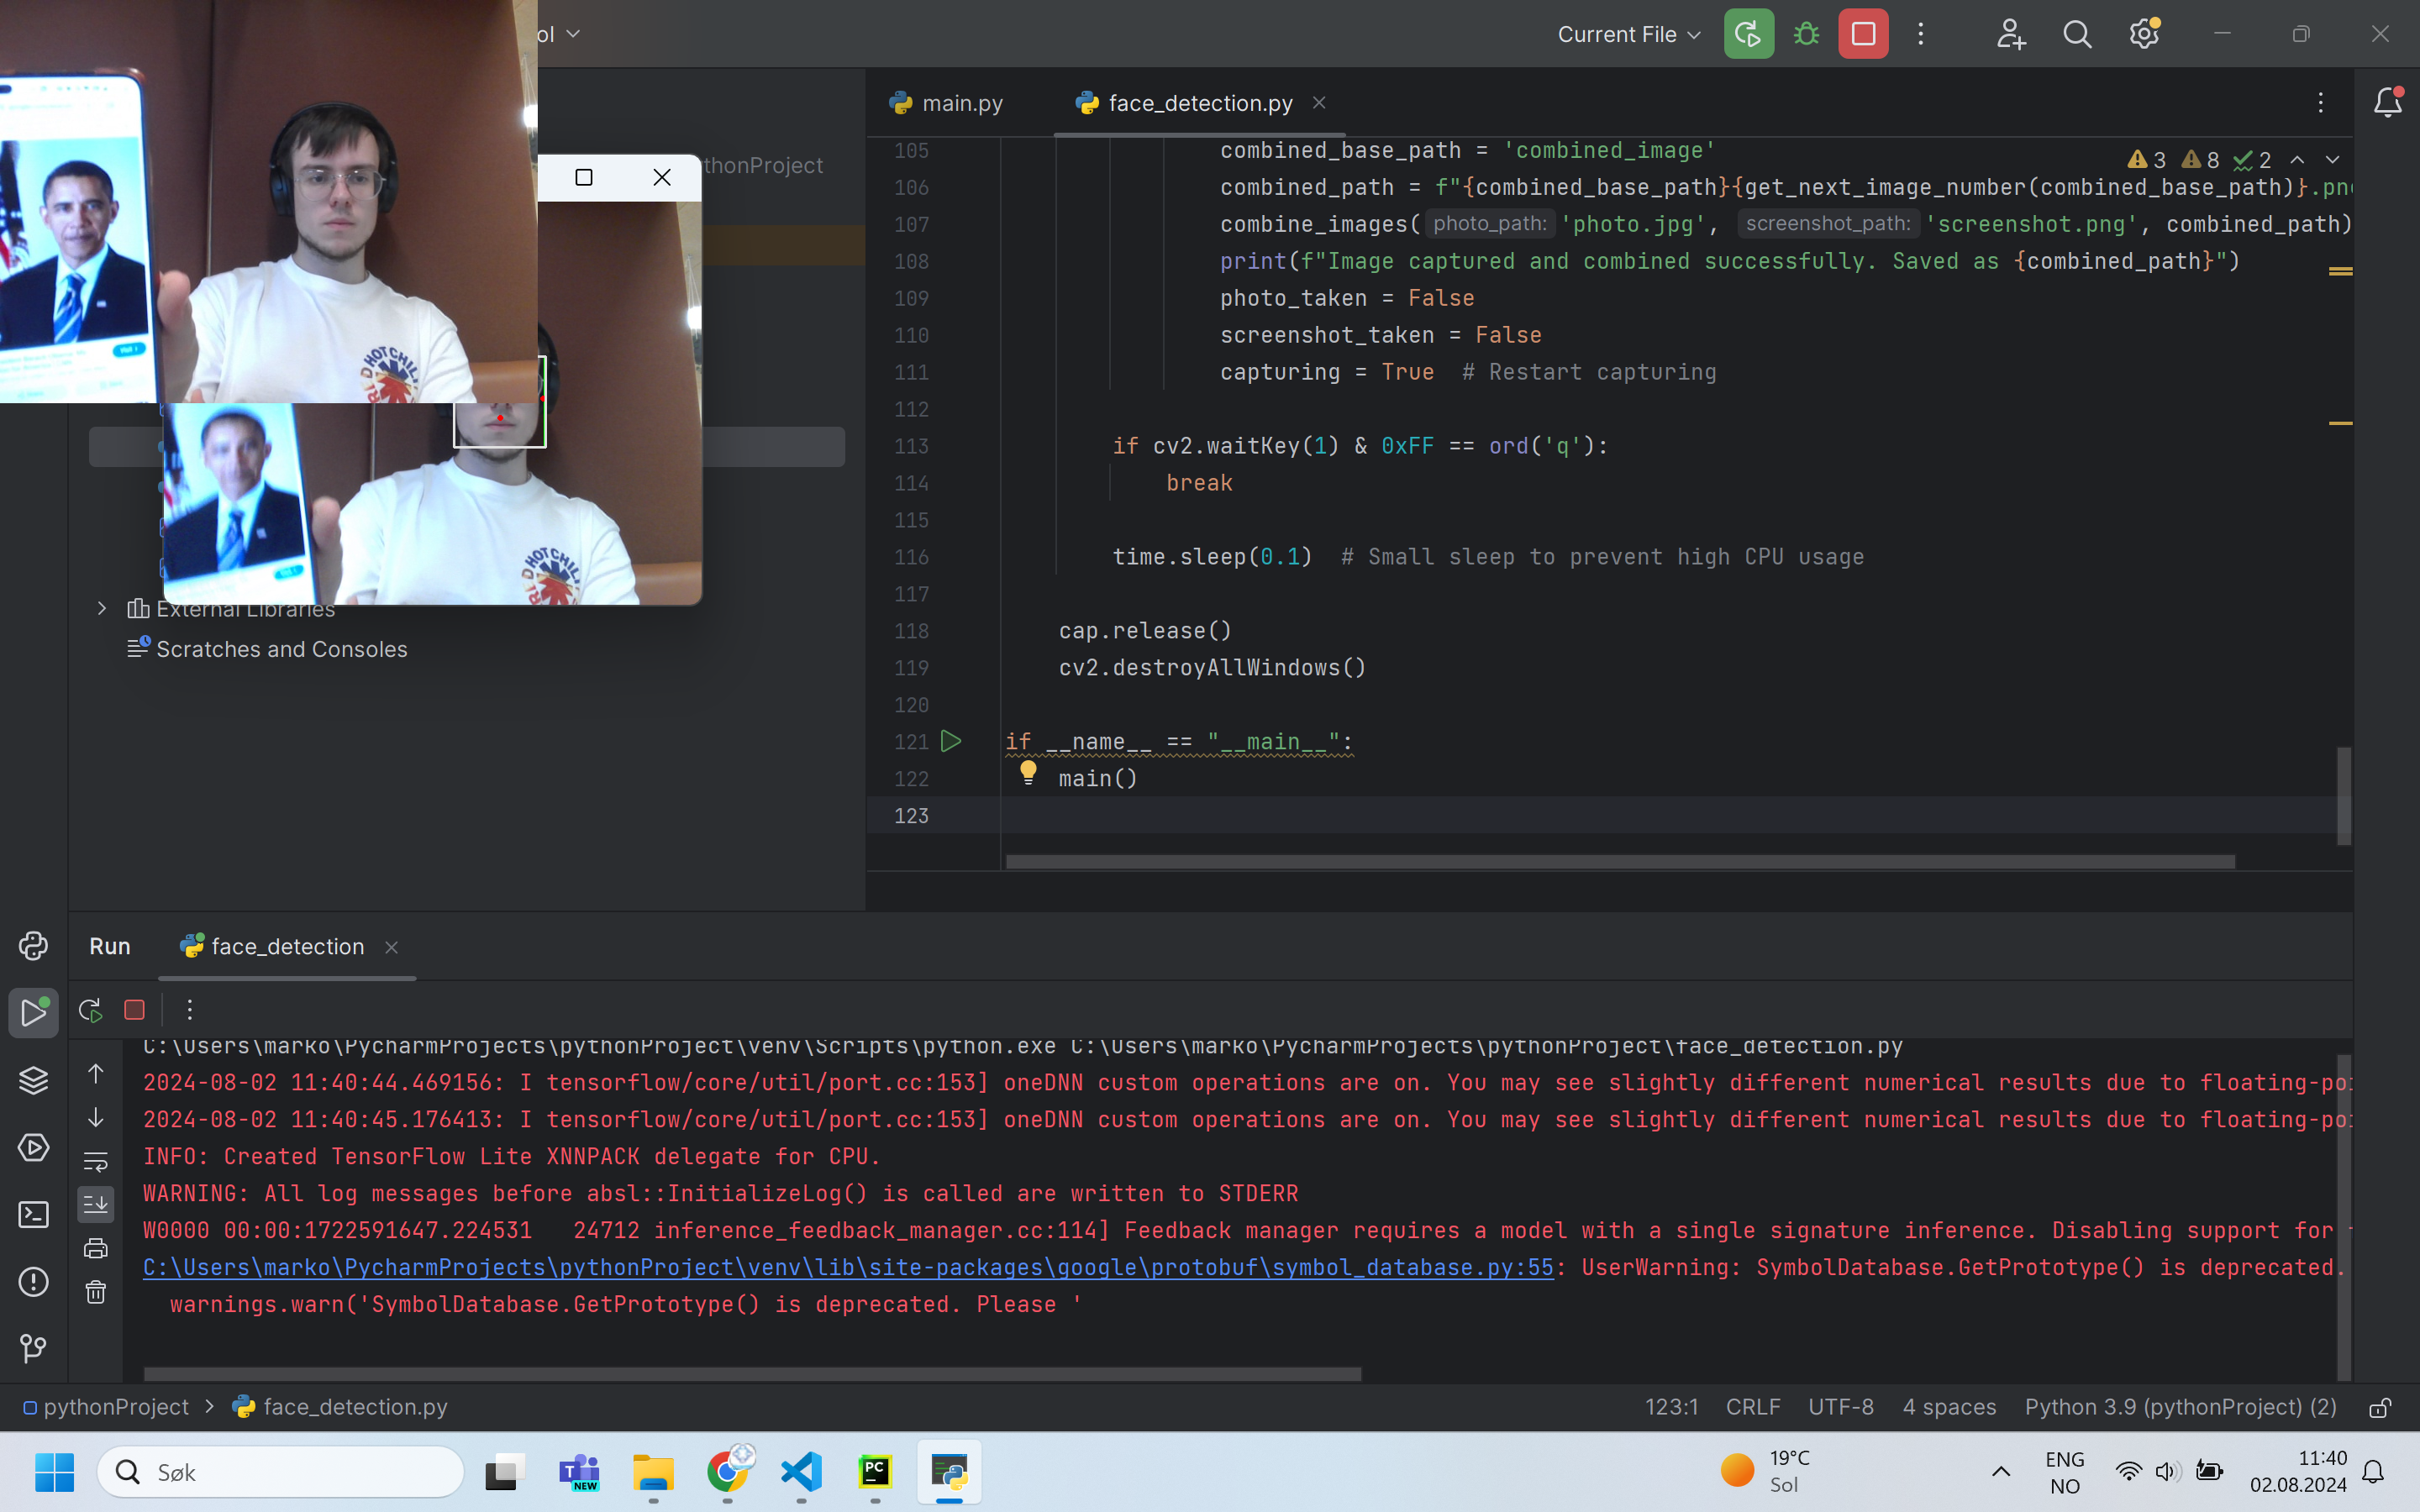 ol
Current File
main.py
face_detection.py
thonProject
3 8 2
105 combined_base_path = 'combined_image'
106 combined_path = f"{combined_base_path}{get_next_image_number(combined_base_path)}.pn
107 combine_images( photo_path: 'photo.jpg', screenshot_path: 'screenshot.png', combined_path)
108 print(f"Image captured and combined successfully. Saved as {combined_path}")
109 photo_taken = False
110 screenshot_taken = False
111 capturing = True # Restart capturing
112
113 if cv2.waitKey(1) & 0xFF == ord('q'):
114 break
115
116 time.sleep(0.1) # Small sleep to prevent high CPU usage
117
118 cap.release()
119 cv2.destroyAllWindows()
120
121 if __name__ == "__main__":
122 main()
123
HOT CHIL
HOT CHIL
External Libraries
Scratches and Consoles
Run
face_detection
C:\Users\marko\PycharmProjects\pythonProject\venv\Scripts\python.exe C:\Users\marko\PycharmProjects\pythonProject\face_detection.py
2024-08-02 11:40:44.469156: I tensorflow/core/util/port.cc:153] oneDNN custom operations are on. You may see slightly different numerical results due to floating-poi
2024-08-02 11:40:45.176413: I tensorflow/core/util/port.cc:153] oneDNN custom operations are on. You may see slightly different numerical results due to floating-poi
INFO: Created TensorFlow Lite XNNPACK delegate for CPU.
WARNING: All log messages before absl::InitializeLog() is called are written to STDERR
W0000 00:00:1722591647.224531 24712 inference_feedback_manager.cc:114] Feedback manager requires a model with a single signature inference. Disabling support for
C:\Users\marko\PycharmProjects\pythonProject\venv\lib\site-packages\google\protobuf\symbol_database.py:55: UserWarning: SymbolDatabase.GetPrototype() is deprecated.
warnings.warn('SymbolDatabase.GetPrototype() is deprecated. Please '
pythonProject > face_detection.py
123:1 CRLF UTF-8 4 spaces Python 3.9 (pythonProject) (2)
Søk
NEW
PC
19°C
Sol
ENG
NO
11:40
02.08.2024